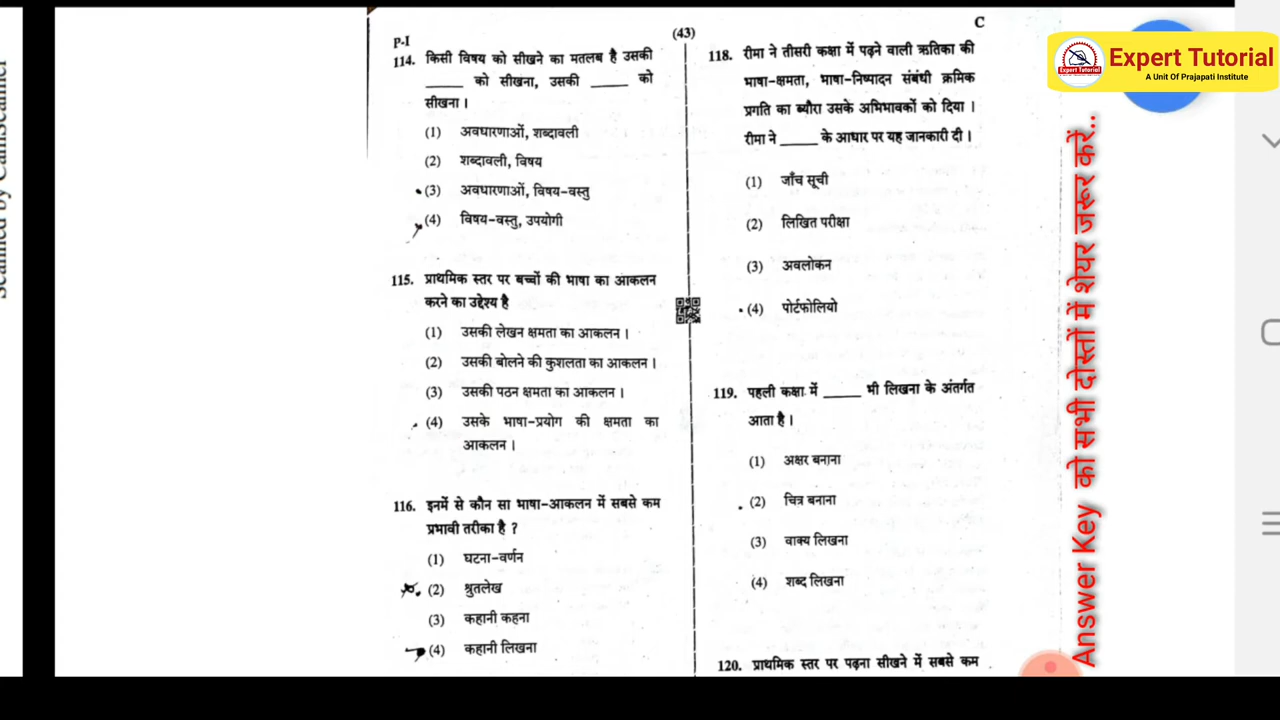 Scanned by CamScanner
P-I
(43)
C
114. किसी विषय को सीखने का मतलब है उसकी
_____ को सीखना, उसकी _____ को
सीखना।
(1) अवधारणाओं, शब्दावली
(2) शब्दावली, विषय
(3) अवधारणाओं, विषय-वस्तु
(4) विषय-वस्तु, उपयोगी
115. प्राथमिक स्तर पर बच्चों की भाषा का आकलन
करने का उद्देश्य है
(1) उसकी लेखन क्षमता का आकलन।
(2) उसकी बोलने की कुशलता का आकलन।
(3) उसकी पठन क्षमता का आकलन।
(4) उसके भाषा-प्रयोग की क्षमता का
आकलन।
116. इनमें से कौन सा भाषा-आकलन में सबसे कम
प्रभावी तरीका है ?
(1) घटना-वर्णन
(2) श्रुतलेख
(3) कहानी कहना
(4) कहानी लिखना
118. रीमा ने तीसरी कक्षा में पढ़ने वाली ऋतिका की
भाषा-क्षमता, भाषा-निष्पादन संबंधी क्रमिक
प्रगति का ब्यौरा उसके अभिभावकों को दिया।
रीमा ने _____ के आधार पर यह जानकारी दी।
(1) जाँच सूची
(2) लिखित परीक्षा
(3) अवलोकन
(4) पोर्टफोलियो
119. पहली कक्षा में _____ भी लिखना के अंतर्गत
आता है।
(1) अक्षर बनाना
(2) चित्र बनाना
(3) वाक्य लिखना
(4) शब्द लिखना
120. प्राथमिक स्तर पर पढ़ना सीखने में सबसे कम
Expert Tutorial
Expert Tutorial
A Unit Of Prajapati Institute
Answer Key को सभी दोस्तों में शेयर जरूर करें..